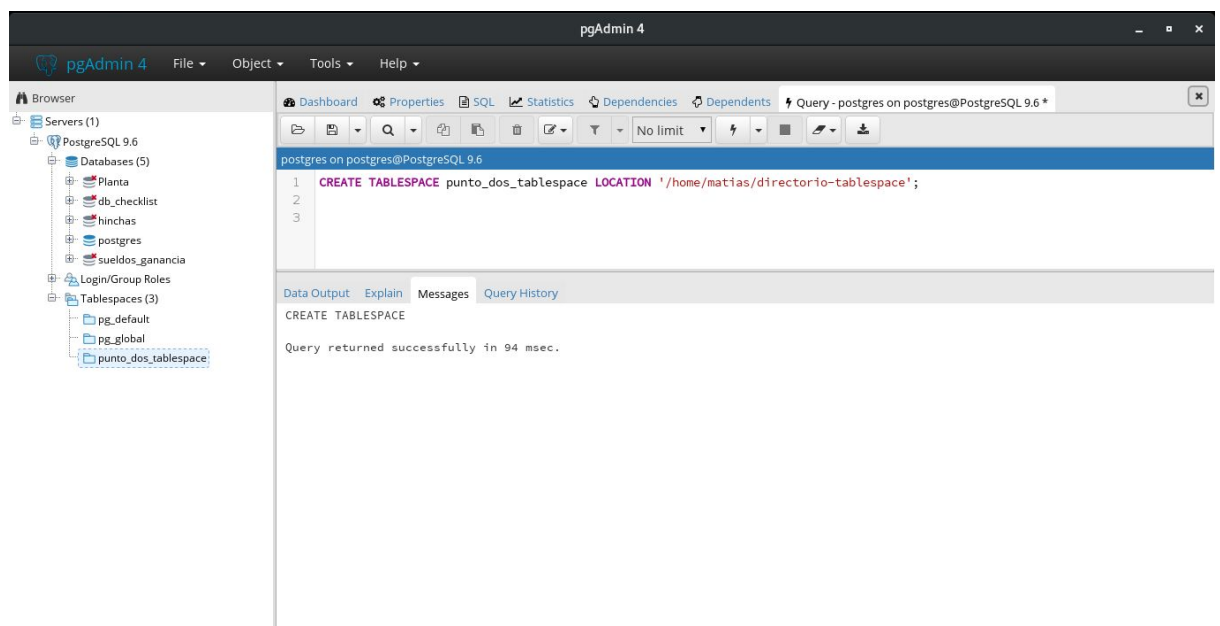 pgAdmin 4
pgAdmin 4 File Object Tools Help
Browser
Servers (1)
PostgreSQL 9.6
Databases (5)
Planta
db_checklist
hinchas
postgres
sueldos_ganancia
Login/Group Roles
Tablespaces (3)
pg_default
pg_global
punto_dos_tablespace
Dashboard Properties SQL Statistics Dependencies Dependents Query - postgres on postgres@PostgreSQL 9.6 *
No limit
postgres on postgres@PostgreSQL 9.6
1 CREATE TABLESPACE punto_dos_tablespace LOCATION '/home/matias/directorio-tablespace';
2
3
Data Output Explain Messages Query History
CREATE TABLESPACE
Query returned successfully in 94 msec.